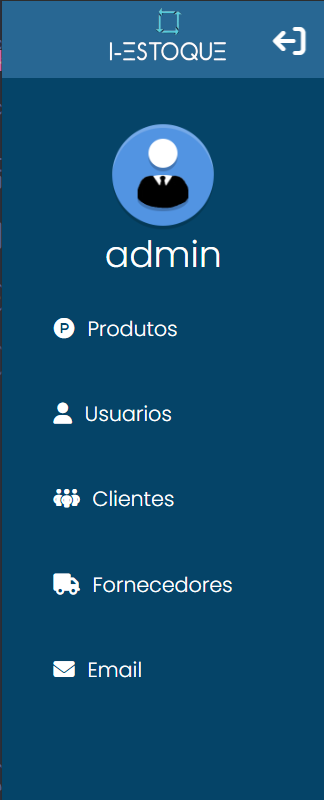 I-ESTOQUE
admin
P Produtos
Usuarios
Clientes
Fornecedores
Email